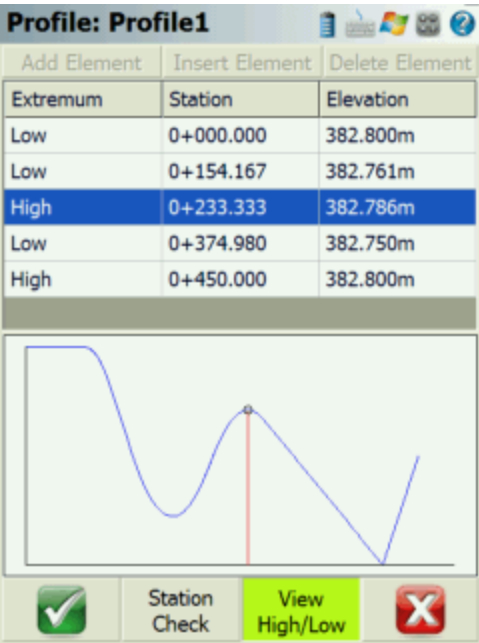 Profile: Profile1
Add Element Insert Element Delete Element
Extremum Station Elevation
Low 0+000.000 382.800m
Low 0+154.167 382.761m
High 0+233.333 382.786m
Low 0+374.980 382.750m
High 0+450.000 382.800m
Station Check
View High/Low